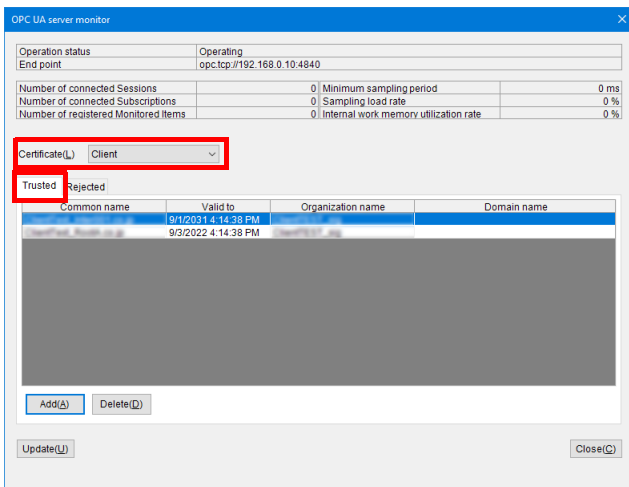 OPC UA server monitor
Operation status Operating
End point opc.tcp://192.168.0.10:4840
Number of connected Sessions 0 Minimum sampling period 0 ms
Number of connected Subscriptions 0 Sampling load rate 0 %
Number of registered Monitored Items 0 Internal work memory utilization rate 0 %
Certificate(L) Client
Trusted Rejected
Common name Valid to Organization name Domain name
9/1/2031 4:14:38 PM
9/3/2022 4:14:38 PM
Add(A) Delete(D)
Update(U) Close(C)